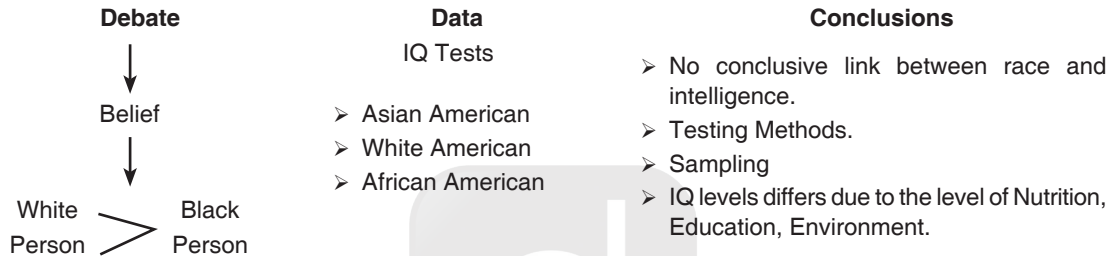 Debate
Belief
White Person > Black Person
Data
IQ Tests
➢ Asian American
➢ White American
➢ African American
Conclusions
➢ No conclusive link between race and
intelligence.
➢ Testing Methods.
➢ Sampling
➢ IQ levels differs due to the level of Nutrition,
Education, Environment.